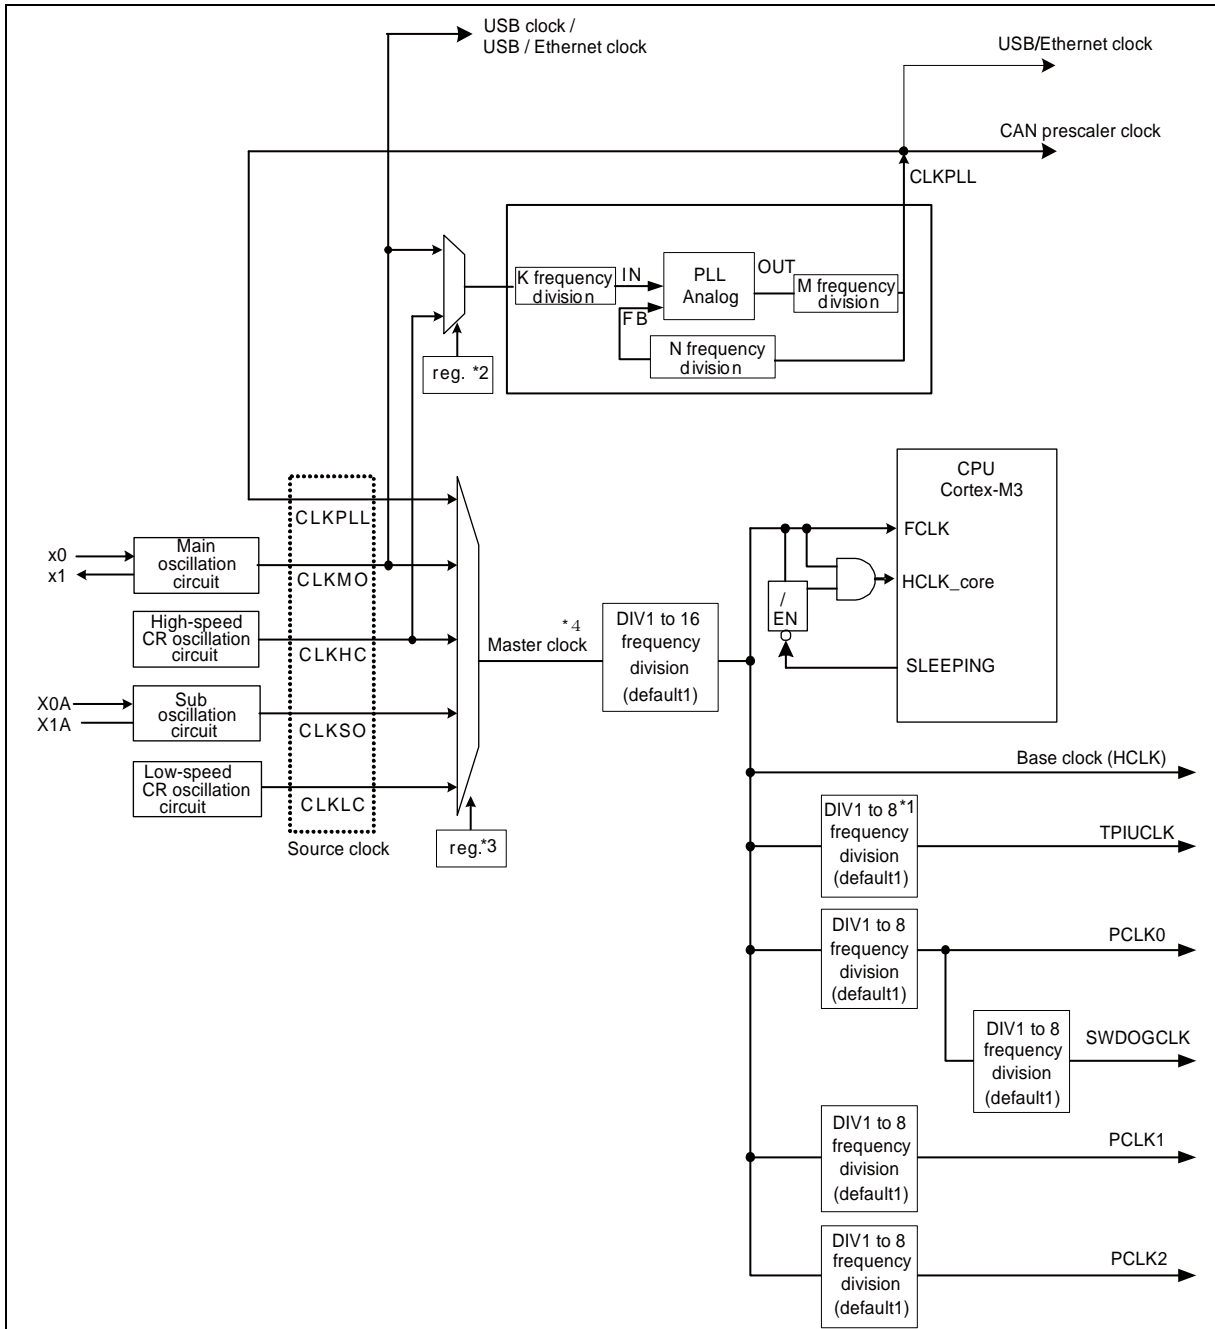 USB clock /
USB / Ethernet clock
USB/Ethernet clock
CAN prescaler clock
CLKPLL
K frequency
division
IN
FB
PLL
Analog
OUT
M frequency
division
N frequency
division
reg. *2
CPU
Cortex-M3
FCLK
HCLK_core
/
EN
SLEEPING
CLKPLL
x0
x1
Main
oscillation
circuit
CLKMO
High-speed
CR oscillation
circuit
CLKHC
X0A
X1A
Sub
oscillation
circuit
CLKSO
Low-speed
CR oscillation
circuit
CLKLC
Source clock
reg.*3
*4
Master clock
DIV1 to 16
frequency
division
(default1)
Base clock (HCLK)
DIV1 to 8*1
frequency
division
(default1)
TPIUCLK
DIV1 to 8
frequency
division
(default1)
PCLK0
DIV1 to 8
frequency
division
(default1)
SWDOGCLK
DIV1 to 8
frequency
division
(default1)
PCLK1
DIV1 to 8
frequency
division
(default1)
PCLK2